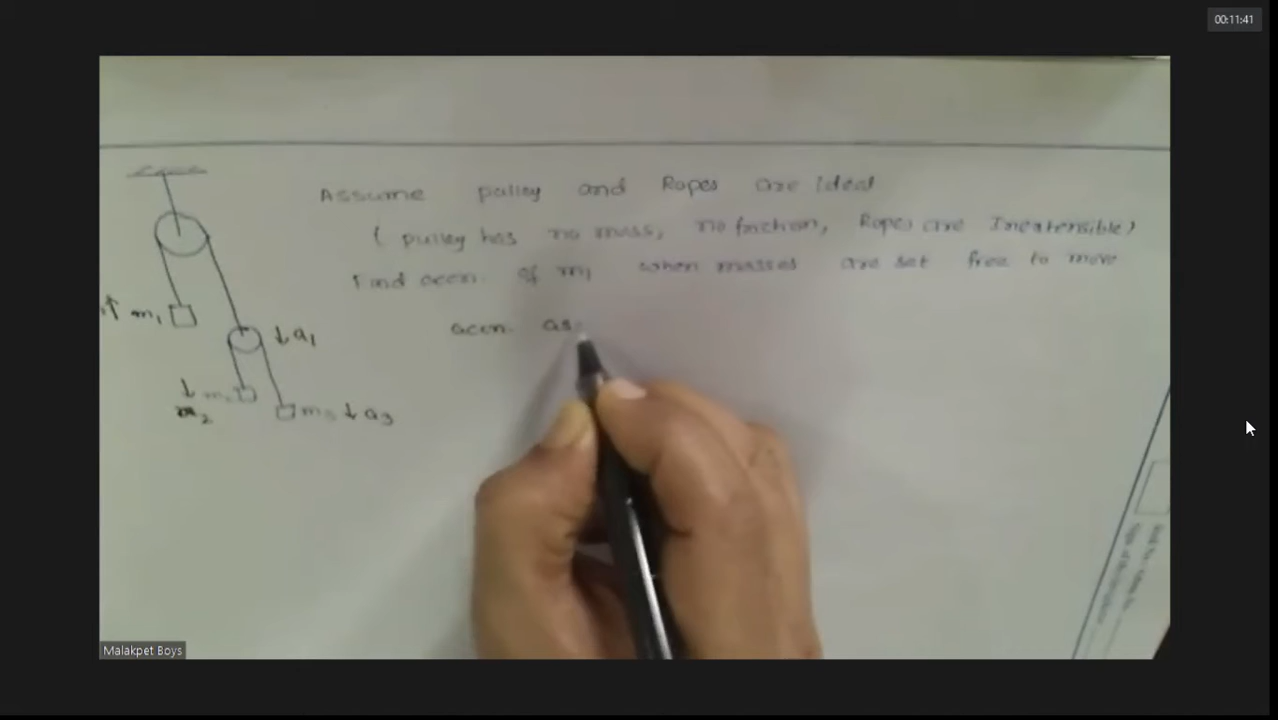 00:11:41
Assume pulley and Ropes are ideal
( pulley has no mass, no friction, Ropes are Inextensible)
Find accn. of m1 when masses are set free to move
accn. as
↑ m1
↓ a1
↓ m2
a2
m3 ↓ a3
Malakpet Boys